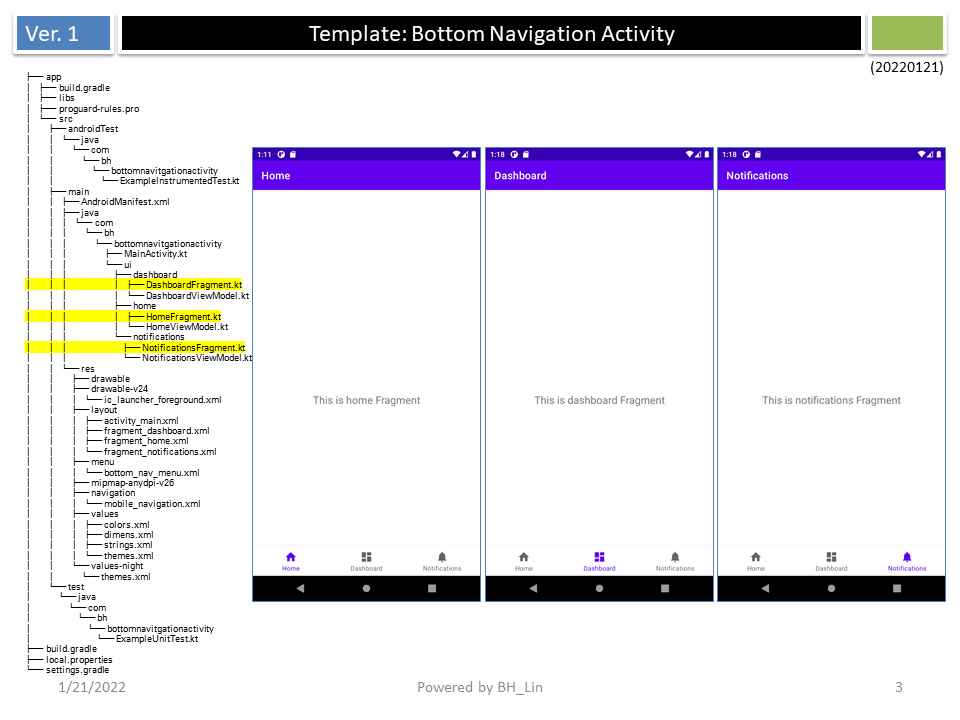 Ver. 1
Template: Bottom Navigation Activity
(20220121)
├── app
│ ├── build.gradle
│ ├── libs
│ ├── proguard-rules.pro
│ └── src
│ ├── androidTest
│ │ └── java
│ │ └── com
│ │ └── bh
│ │ └── bottomnavitgationactivity
│ │ └── ExampleInstrumentedTest.kt
│ ├── main
│ │ ├── AndroidManifest.xml
│ │ ├── java
│ │ │ └── com
│ │ │ └── bh
│ │ │ └── bottomnavitgationactivity
│ │ │ ├── MainActivity.kt
│ │ │ └── ui
│ │ │ ├── dashboard
│ │ │ │ ├── DashboardFragment.kt
│ │ │ │ └── DashboardViewModel.kt
│ │ │ ├── home
│ │ │ │ ├── HomeFragment.kt
│ │ │ │ └── HomeViewModel.kt
│ │ │ └── notifications
│ │ │ ├── NotificationsFragment.kt
│ │ │ └── NotificationsViewModel.kt
│ │ └── res
│ │ ├── drawable
│ │ ├── drawable-v24
│ │ │ └── ic_launcher_foreground.xml
│ │ ├── layout
│ │ │ ├── activity_main.xml
│ │ │ ├── fragment_dashboard.xml
│ │ │ ├── fragment_home.xml
│ │ │ └── fragment_notifications.xml
│ │ ├── menu
│ │ │ └── bottom_nav_menu.xml
│ │ ├── mipmap-anydpi-v26
│ │ ├── navigation
│ │ │ └── mobile_navigation.xml
│ │ ├── values
│ │ │ ├── colors.xml
│ │ │ ├── dimens.xml
│ │ │ ├── strings.xml
│ │ │ └── themes.xml
│ │ └── values-night
│ │ └── themes.xml
│ └── test
│ └── java
│ └── com
│ └── bh
│ └── bottomnavitgationactivity
│ └── ExampleUnitTest.kt
├── build.gradle
├── local.properties
└── settings.gradle
1:11
Home
This is home Fragment
Home Dashboard Notifications
1:18
Dashboard
This is dashboard Fragment
Home Dashboard Notifications
1:18
Notifications
This is notifications Fragment
Home Dashboard Notifications
1/21/2022
Powered by BH_Lin
3